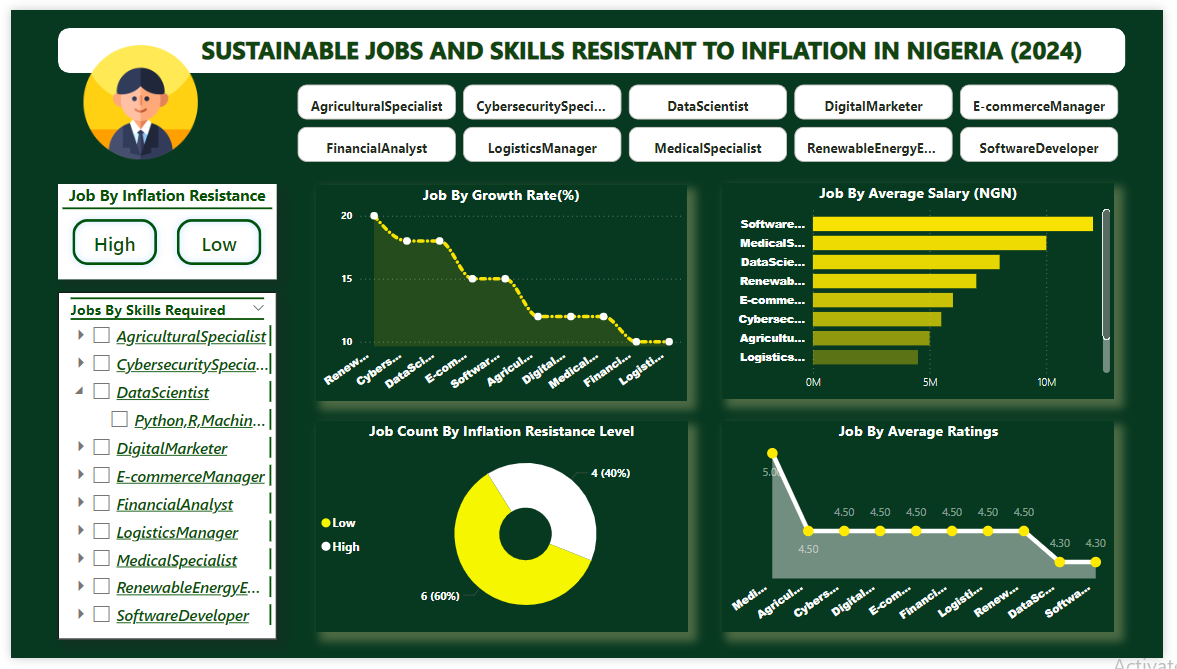 SUSTAINABLE JOBS AND SKILLS RESISTANT TO INFLATION IN NIGERIA (2024)
AgriculturalSpecialist
CybersecuritySpeci...
DataScientist
DigitalMarketer
E-commerceManager
FinancialAnalyst
LogisticsManager
MedicalSpecialist
RenewableEnergyE...
SoftwareDeveloper
Job By Inflation Resistance
High
Low
Jobs By Skills Required
AgriculturalSpecialist
CybersecuritySpecia...
DataScientist
Python,R,Machin...
DigitalMarketer
E-commerceManager
FinancialAnalyst
LogisticsManager
MedicalSpecialist
RenewableEnergyE...
SoftwareDeveloper
Job By Growth Rate(%)
20
15
10
Renew...
Cybers...
DataSci...
E-com...
Softwar...
Agricul...
Digital...
Medical...
Financi...
Logisti...
Job By Average Salary (NGN)
Software...
MedicalS...
DataScie...
Renewab...
E-comme...
Cybersec...
Agricultu...
Logistics...
0M
5M
10M
Job Count By Inflation Resistance Level
Low
High
4 (40%)
6 (60%)
Job By Average Ratings
5.00
4.50
4.50
4.50
4.50
4.50
4.50
4.50
4.30
4.30
Medi...
Agricul...
Cybers...
Digital...
E-com...
Financi...
Logisti...
Renew...
DataSc...
Softwa...
Activate